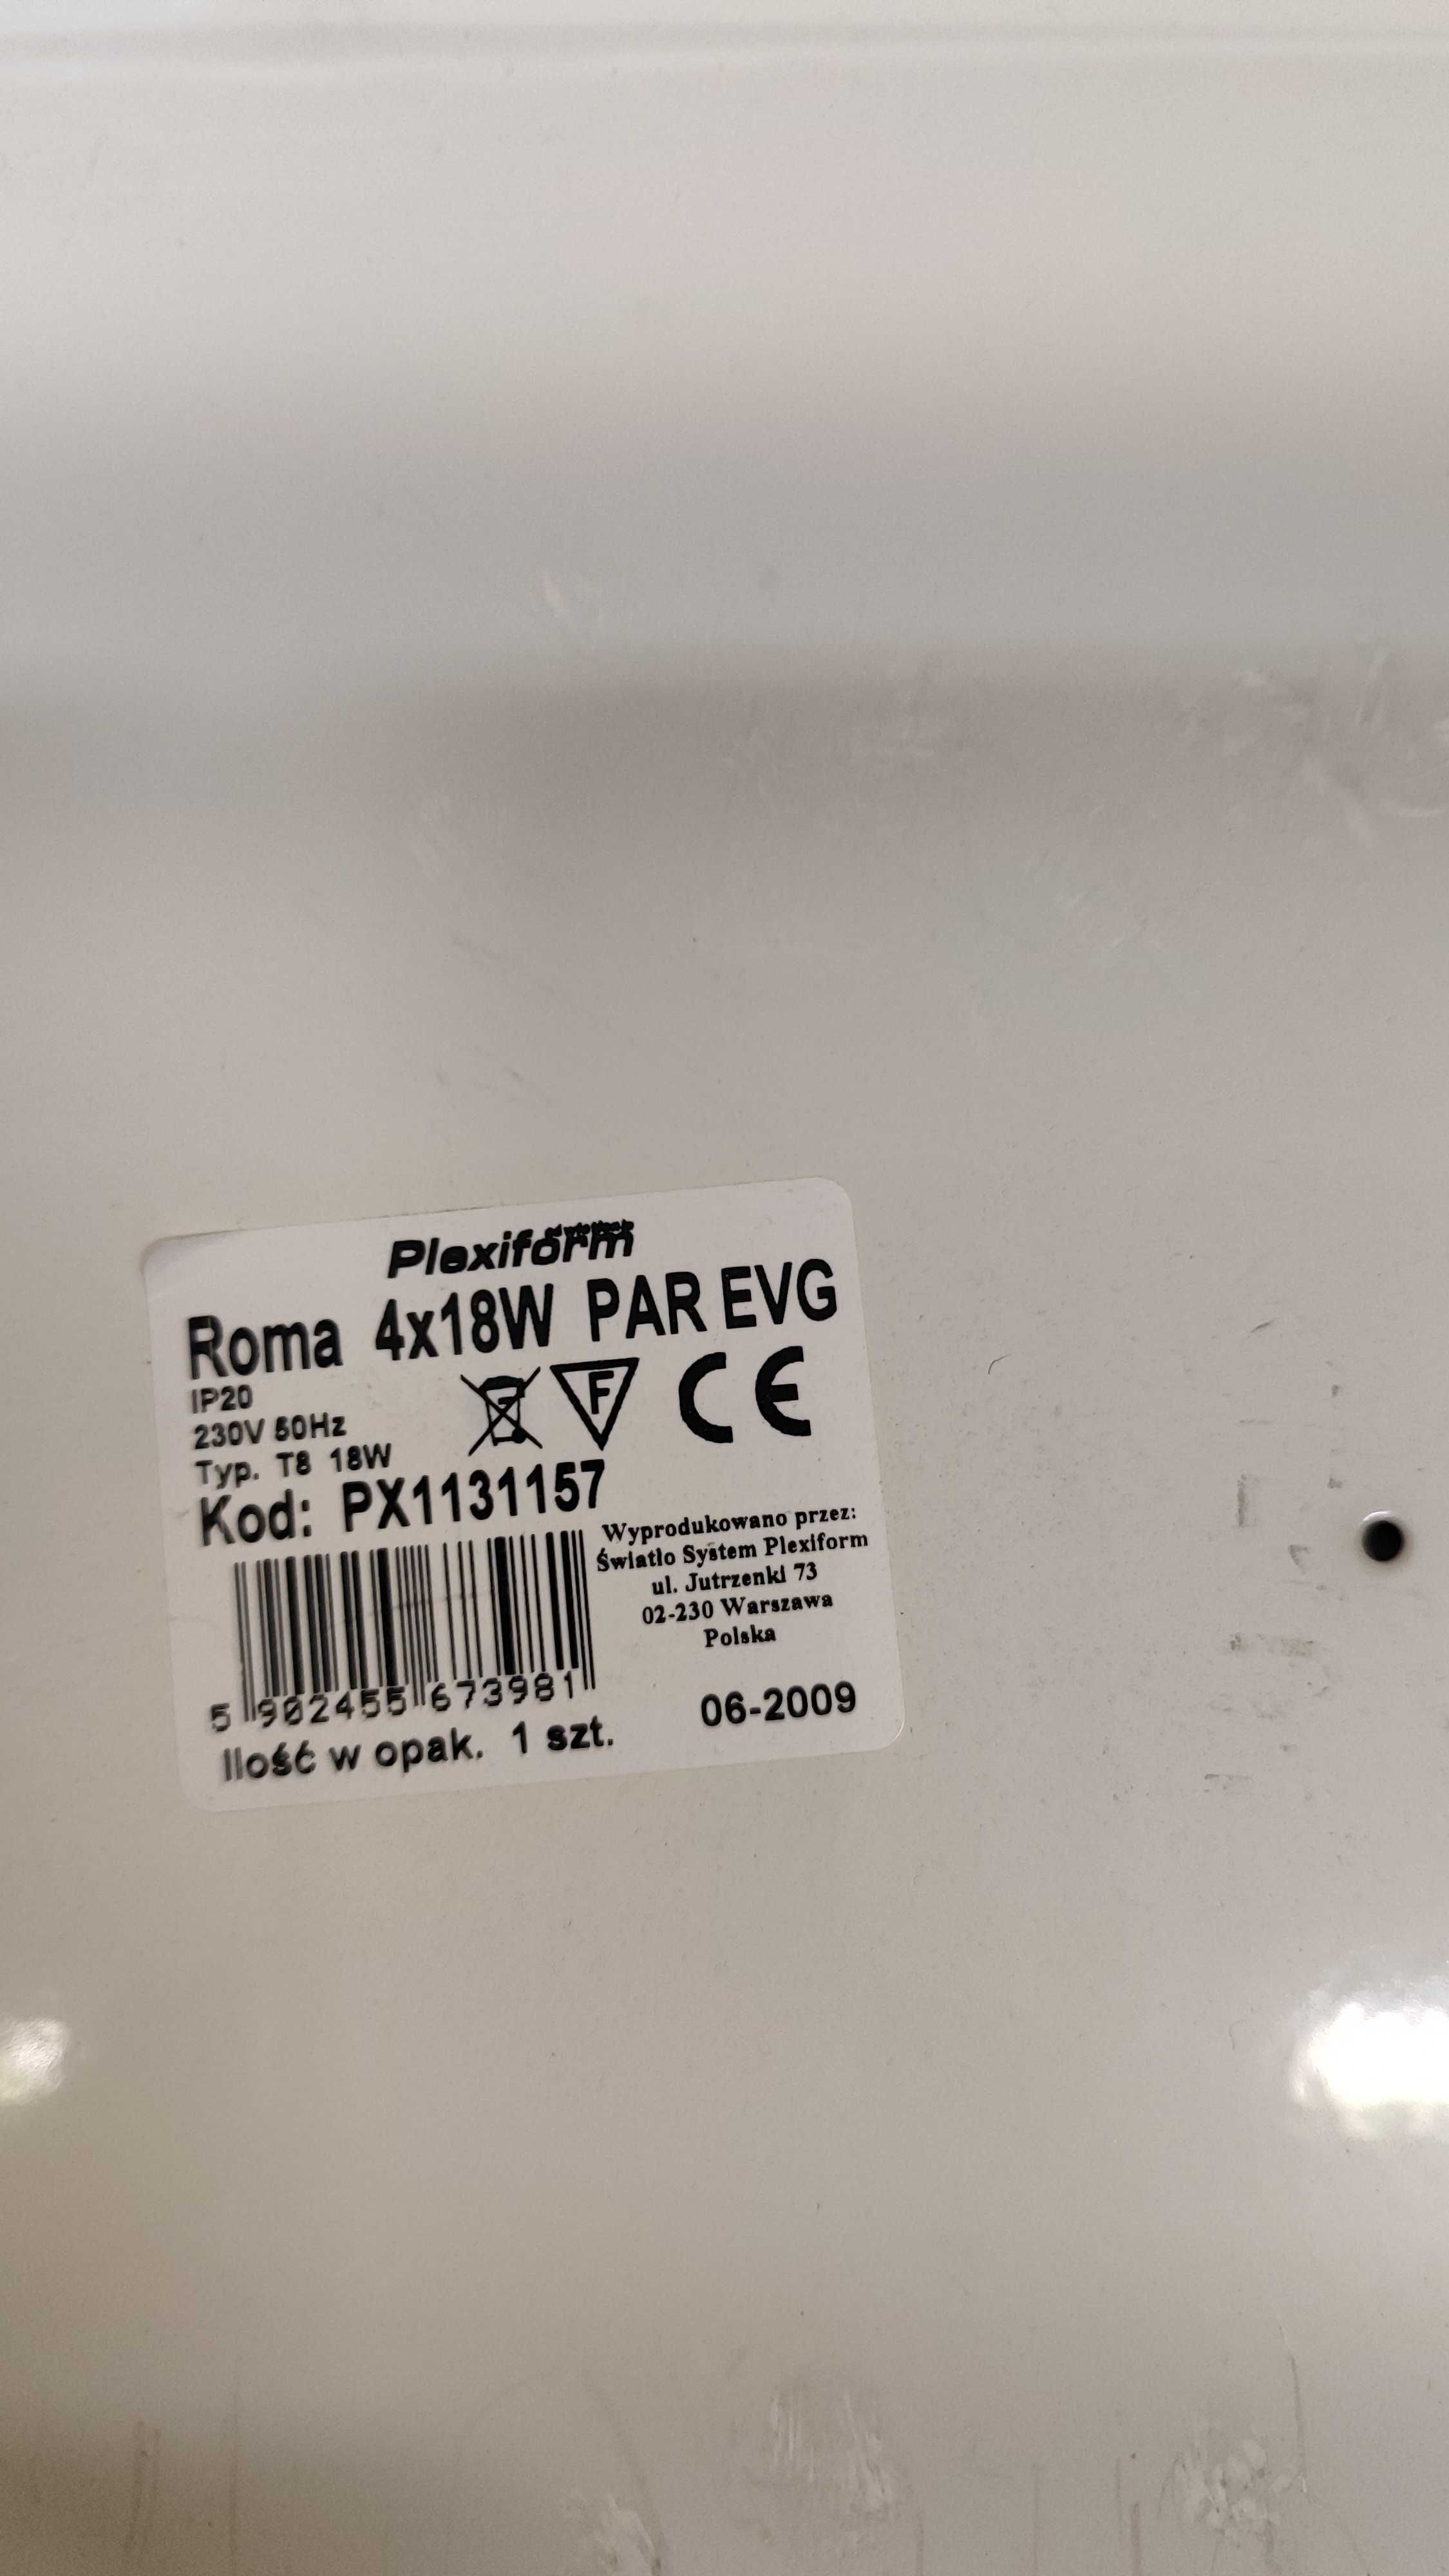 Plexiform
Roma 4x18W PAR EVG
IP20
230V 50Hz
Typ. T8 18W
F CE
Kod: PX1131157
Wyprodukowano przez:
Światło System Plexiform
ul. Jutrzenki 73
02-230 Warszawa
Polska
5 902455 673981
06-2009
Ilość w opak. 1 szt.